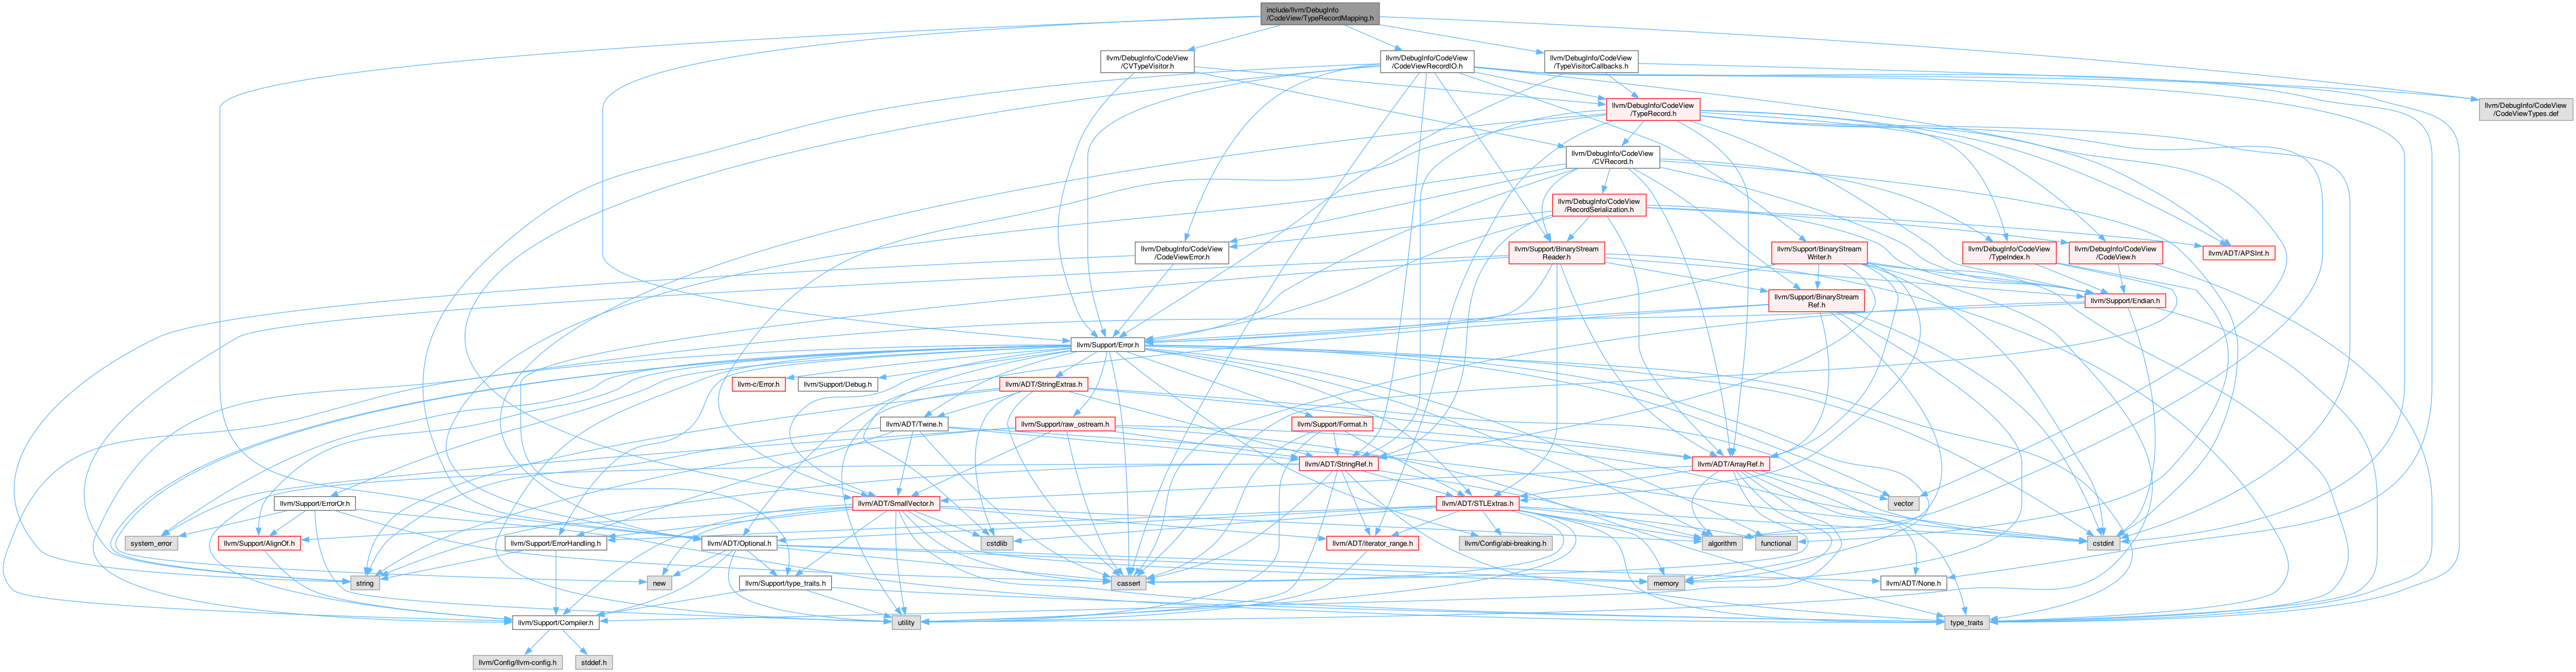 include/llvm/DebugInfo
/CodeView/TypeRecordMapping.h
llvm/DebugInfo/CodeView
/CVTypeVisitor.h
llvm/DebugInfo/CodeView
/CodeViewRecordIO.h
llvm/DebugInfo/CodeView
/TypeVisitorCallbacks.h
llvm/DebugInfo/CodeView
/TypeRecord.h
llvm/DebugInfo/CodeView
/CodeViewTypes.def
llvm/DebugInfo/CodeView
/CVRecord.h
llvm/DebugInfo/CodeView
/RecordSerialization.h
llvm/DebugInfo/CodeView
/CodeViewError.h
llvm/Support/BinaryStream
Reader.h
llvm/Support/BinaryStream
Writer.h
llvm/DebugInfo/CodeView
/TypeIndex.h
llvm/DebugInfo/CodeView
/CodeView.h
llvm/ADT/APSInt.h
llvm/Support/BinaryStream
Ref.h
llvm/Support/Endian.h
llvm/Support/Error.h
llvm-c/Error.h
llvm/Support/Debug.h
llvm/ADT/StringExtras.h
llvm/ADT/Twine.h
llvm/Support/raw_ostream.h
llvm/Support/Format.h
llvm/ADT/StringRef.h
llvm/ADT/ArrayRef.h
llvm/Support/ErrorOr.h
llvm/ADT/SmallVector.h
llvm/ADT/STLExtras.h
vector
system_error
llvm/Support/AlignOf.h
llvm/Support/ErrorHandling.h
llvm/ADT/Optional.h
cstdlib
llvm/ADT/iterator_range.h
llvm/Config/abi-breaking.h
algorithm
functional
cstdint
string
new
llvm/Support/type_traits.h
cassert
memory
llvm/ADT/None.h
llvm/Support/Compiler.h
utility
type_traits
llvm/Config/llvm-config.h
stddef.h